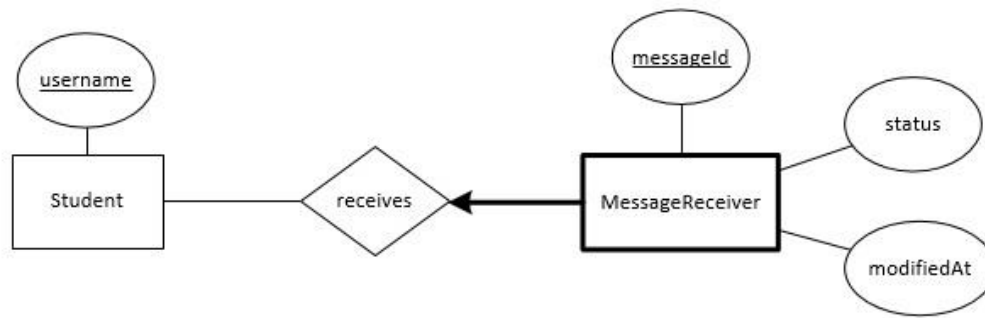 messageId
username
status
Student
receives
MessageReceiver
modifiedAt